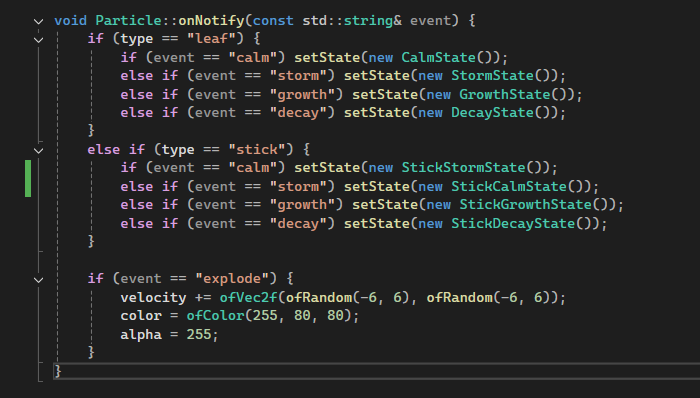 void Particle::onNotify(const std::string& event) {
    if (type == "leaf") {
        if (event == "calm") setState(new CalmState());
        else if (event == "storm") setState(new StormState());
        else if (event == "growth") setState(new GrowthState());
        else if (event == "decay") setState(new DecayState());
    }
    else if (type == "stick") {
        if (event == "calm") setState(new StickStormState());
        else if (event == "storm") setState(new StickCalmState());
        else if (event == "growth") setState(new StickGrowthState());
        else if (event == "decay") setState(new StickDecayState());
    }
    if (event == "explode") {
        velocity += ofVec2f(ofRandom(-6, 6), ofRandom(-6, 6));
        color = ofColor(255, 80, 80);
        alpha = 255;
    }
}